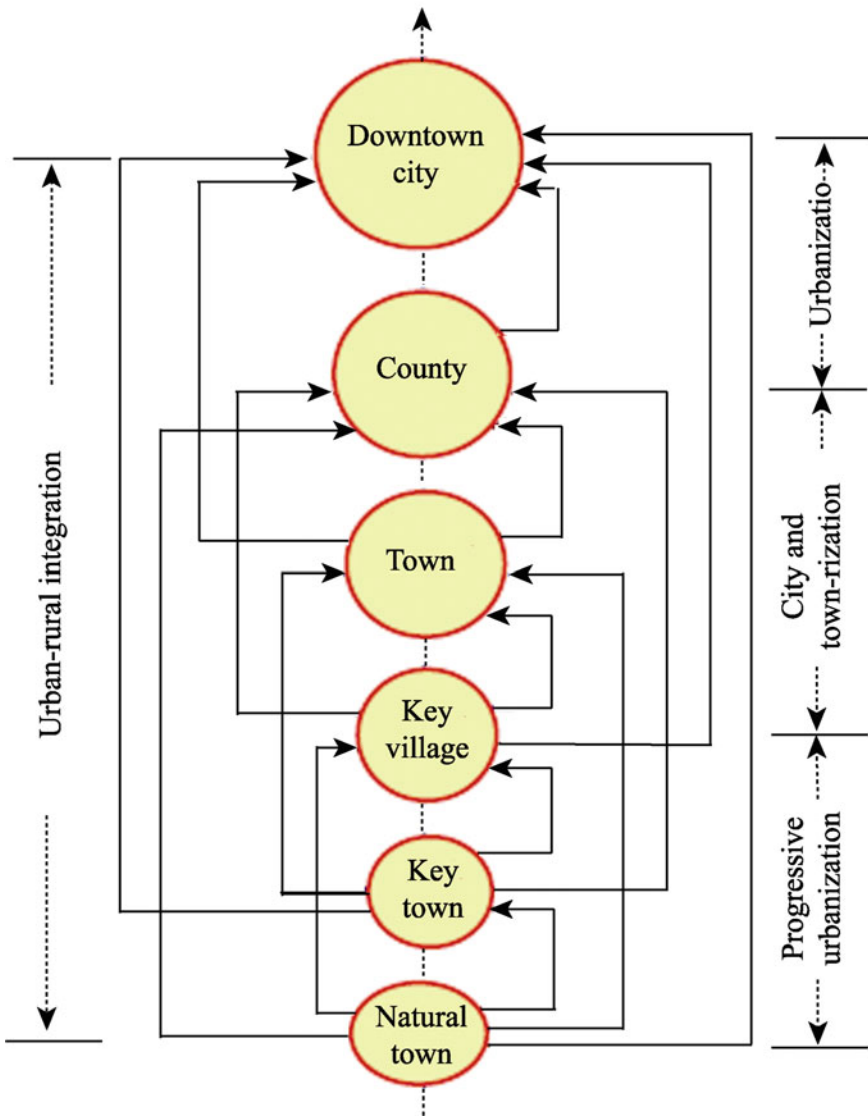 Downtown
city
County
Town
Key
village
Key
town
Natural
town
Urban-rural integration
Urbanizatio
City and
town-rization
Progressive
urbanization